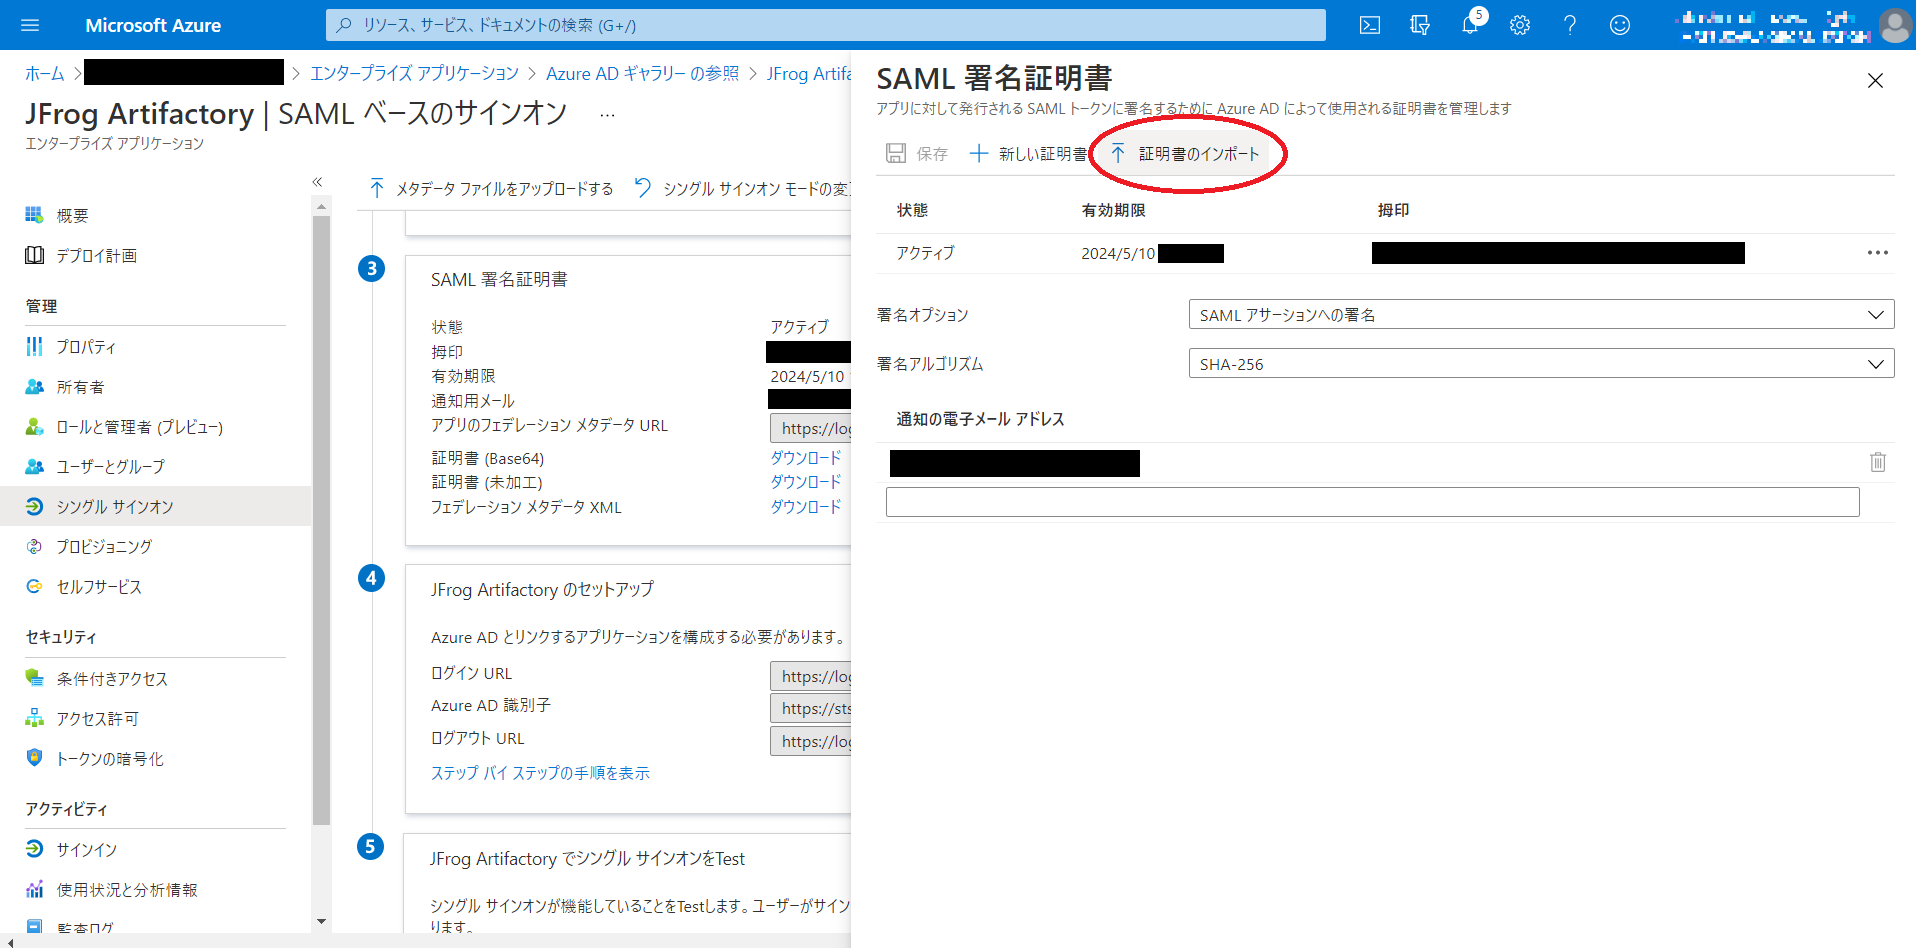 Microsoft Azure
リソース、サービス、ドキュメントの検索 (G+/)
5
ホーム > > エンタープライズ アプリケーション > Azure AD ギャラリー の参照 > JFrog Artifa
JFrog Artifactory | SAML ベースのサインオン ...
エンタープライズ アプリケーション
«
概要
デプロイ計画
管理
プロパティ
所有者
ロールと管理者 (プレビュー)
ユーザーとグループ
シングル サインオン
プロビジョニング
セルフサービス
セキュリティ
条件付きアクセス
アクセス許可
トークンの暗号化
アクティビティ
サインイン
使用状況と分析情報
監査ログ
メタデータ ファイルをアップロードする
シングル サインオン モードの変
3
SAML 署名証明書
状態 アクティブ
拇印
有効期限 2024/5/10
通知用メール
アプリのフェデレーション メタデータ URL https://log
証明書 (Base64) ダウンロード
証明書 (未加工) ダウンロード
フェデレーション メタデータ XML ダウンロード
4
JFrog Artifactory のセットアップ
Azure AD とリンクするアプリケーションを構成する必要があります。
ログイン URL https://log
Azure AD 識別子 https://sts
ログアウト URL https://log
ステップ バイ ステップの手順を表示
5
JFrog Artifactory でシングル サインオンをTest
シングル サインオンが機能していることをTestします。ユーザーがサイン
ります。
SAML 署名証明書
アプリに対して発行される SAML トークンに署名するために Azure AD によって使用される証明書を管理します
保存
新しい証明書
証明書のインポート
状態 有効期限 拇印
アクティブ 2024/5/10 ...
署名オプション SAML アサーションへの署名
署名アルゴリズム SHA-256
通知の電子メール アドレス